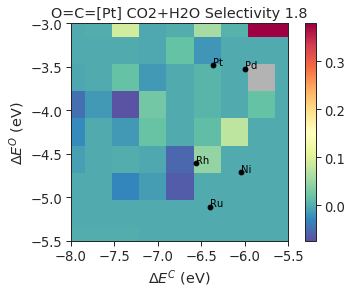 O=C=[Pt] CO2+H2O Selectivity 1.8
−3.0
−3.5
−4.0
−4.5
−5.0
−5.5
ΔE^O (eV)
Pt
Pd
Rh
Ni
Ru
−8.0 −7.5 −7.0 −6.5 −6.0 −5.5
ΔE^C (eV)
0.3
0.2
0.1
0.0